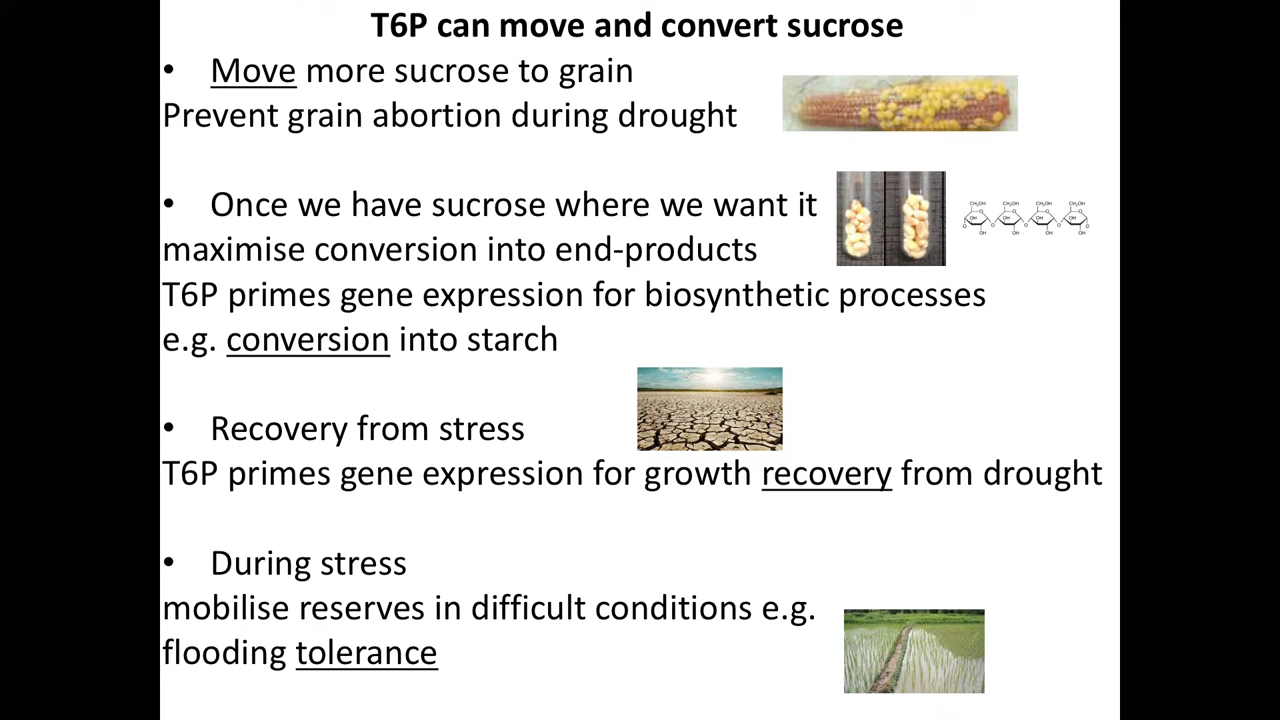 T6P can move and convert sucrose
• Move more sucrose to grain
Prevent grain abortion during drought
• Once we have sucrose where we want it
maximise conversion into end-products
T6P primes gene expression for biosynthetic processes
e.g. conversion into starch
• Recovery from stress
T6P primes gene expression for growth recovery from drought
• During stress
mobilise reserves in difficult conditions e.g.
flooding tolerance